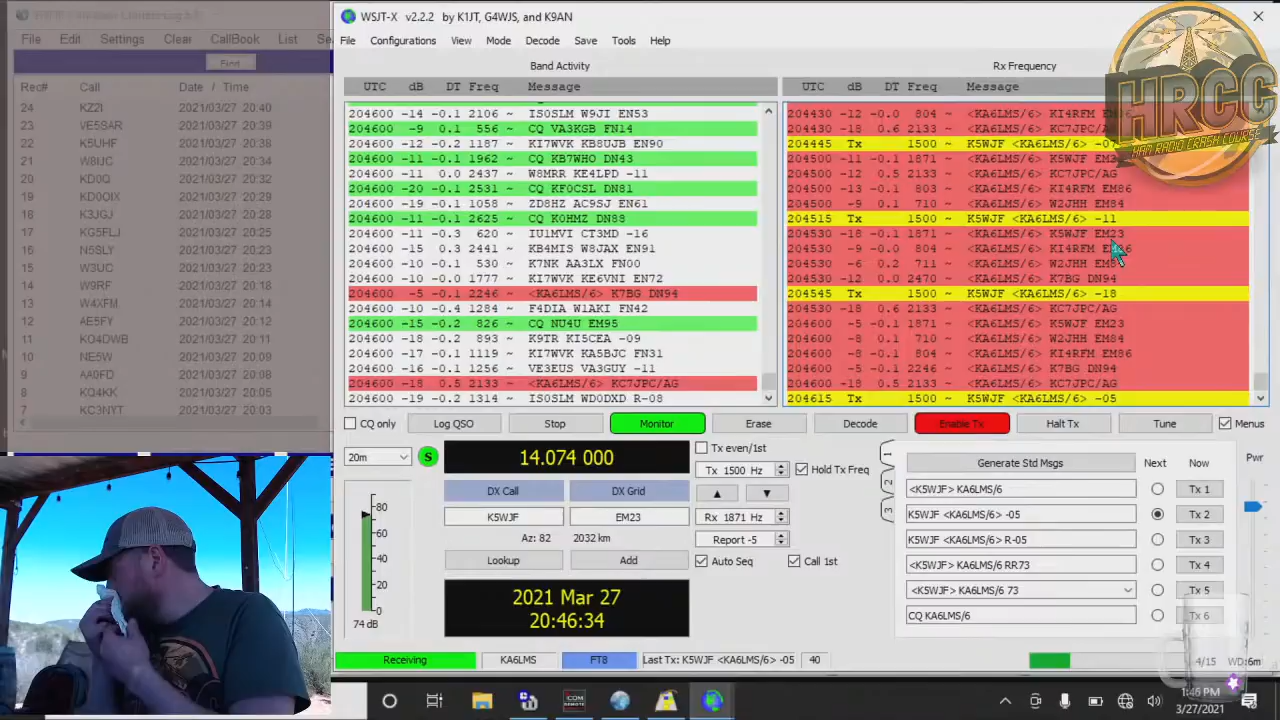 WSJT-X v2.2.2 by K1JT, G4WJS, and K9AN
File Edit Settings Clear CallBook List
Find
Rec# Call Date / Time
24 KZ2I 2021/03/27 20:40
23 VE5SAR 2021/03/27 20:39
22 K5UHF 2021/03/27 20:38
21 W8UC 2021/03/27 20:34
20 KD0Q 2021/03/27 20:32
19 KD0QIX 2021/03/27 20:29
18 K3JGJ 2021/03/27 20:28
17 KG5FLJ 2021/03/27
16 N5SLY 2021/03/27
15 W3UC 2021/03/27
14 W9RF 2021/03/27
13 W4XFM 2021/03/27
12 AE5FY 2021/03/27 20:12
11 KO4DWB 2021/03/27 20:11
10 NE5W 2021/03/27 20:09
9 AA0FD 2021/03/27 20:08
8 KQ4KK 2021/03/27 20:05
7 KC3NYT 2021/03/27 20:03
File Configurations View Mode Decode Save Tools Help
Band Activity
UTC dB DT Freq Message
204600 -14 -0.1 2106 ~ IS0SLM W9JI EN53
204600 -9 0.1 556 ~ CQ VA3KGB FN14
204600 -12 -0.2 1187 ~ KI7WVK KB8UJB EN90
204600 -11 -0.1 1962 ~ CQ KB7WHO DN43
204600 -11 0.0 2437 ~ W8MRR KE4LPD -11
204600 -20 -0.1 2531 ~ CQ KF0CSL DN81
204600 -19 -0.1 1058 ~ ZD8HZ AC9SJ EN61
204600 -11 -0.1 2625 ~ CQ K0HMZ DN88
204600 -11 -0.3 620 ~ IU1MVI CT3MD -16
204600 -15 0.3 2441 ~ KB4MIS W8JAX EN91
204600 -10 -0.1 530 ~ K7NK AA3LX FN00
204600 -10 0.0 1777 ~ KI7WVK KE6VNI EN72
204600 -5 -0.1 2246 ~ <KA6LMS/6> K7BG DN94
204600 -10 -0.4 1284 ~ F4DIA W1AKI FN42
204600 -15 -0.2 826 ~ CQ NU4U EM95
204600 -18 -0.2 893 ~ K9TR KI5CEA -09
204600 -17 -0.1 1119 ~ KI7WVK KA5BJC FN31
204600 -16 -0.1 1256 ~ VE3EUS VA3GUY -11
204600 -18 0.5 2133 ~ <KA6LMS/6> KC7JPC/AG
204600 -19 -0.2 1314 ~ IS0SLM WD0DXD R-08
Rx Frequency
UTC dB DT Freq Message
204430 -12 -0.0 804 ~ <KA6LMS/6> KI4RFM
204430 -18 0.6 2133 ~ <KA6LMS/6> KC7JPC/AG
204445 Tx 1500 ~ K5WJF <KA6LMS/6>
204500 -11 -0.1 1871 ~ <KA6LMS/6> K5WJF
204500 -12 0.5 2133 ~ <KA6LMS/6> KC7JPC/AG
204500 -13 -0.1 803 ~ <KA6LMS/6> KI4RFM EM86
204500 -9 0.1 710 ~ <KA6LMS/6> W2JHH EM84
204515 Tx 1500 ~ K5WJF <KA6LMS/6> -11
204530 -18 -0.1 1871 ~ <KA6LMS/6> K5WJF EM23
204530 -9 -0.0 804 ~ <KA6LMS/6> KI4RFM
204530 -6 0.2 711 ~ <KA6LMS/6> W2JHH
204530 -12 0.0 2470 ~ <KA6LMS/6> K7BG DN94
204545 Tx 1500 ~ K5WJF <KA6LMS/6> -18
204530 -18 0.6 2133 ~ <KA6LMS/6> KC7JPC/AG
204600 -5 -0.1 1871 ~ <KA6LMS/6> K5WJF EM23
204600 -8 0.1 710 ~ <KA6LMS/6> W2JHH EM84
204600 -8 -0.1 804 ~ <KA6LMS/6> KI4RFM EM86
204600 -5 -0.1 2246 ~ <KA6LMS/6> K7BG DN94
204600 -18 0.5 2133 ~ <KA6LMS/6> KC7JPC/AG
204615 Tx 1500 ~ K5WJF <KA6LMS/6> -05
HRCC
HAM RADIO CRASH COURSE
CQ only Log QSO Stop Monitor Erase Decode Enable Tx Halt Tx Tune Menus
20m S 14.074 000 Tx even/1st
Tx 1500 Hz Hold Tx Freq
DX Call DX Grid
K5WJF EM23 Rx 1871 Hz
Az: 82 2032 km Report -5
Lookup Add Auto Seq Call 1st
2021 Mar 27
20:46:34
80
60
40
20
0
74 dB
1
2
3
Generate Std Msgs Next Now Pwr
<K5WJF> KA6LMS/6 Tx 1
K5WJF <KA6LMS/6> -05 Tx 2
K5WJF <KA6LMS/6> R-05 Tx 3
K5WJF <KA6LMS/6> RR73 Tx 4
<K5WJF> KA6LMS/6 73 Tx 5
CQ KA6LMS/6 Tx 6
Receiving KA6LMS FT8 Last Tx: K5WJF <KA6LMS/6> -05 40 4/15 WD:6m
ICOM REMOTE
1:46 PM
3/27/2021